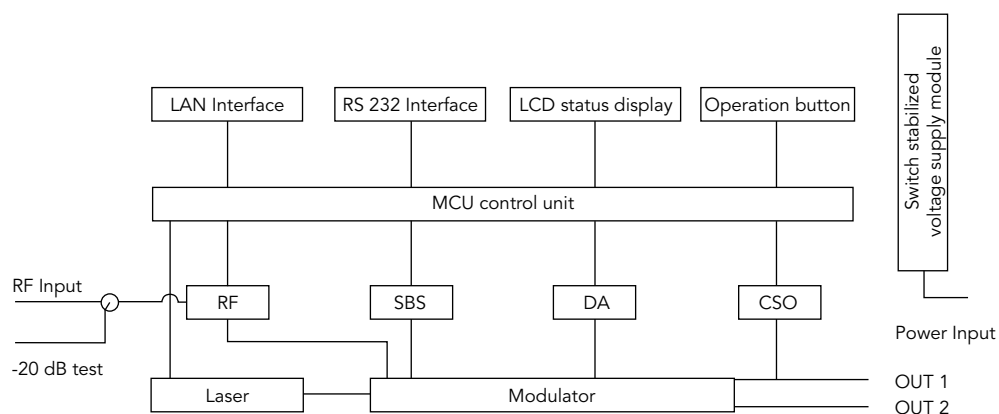 LAN Interface
RS 232 Interface
LCD status display
Operation button
Switch stabilized
voltage supply module
MCU control unit
RF Input
RF
SBS
DA
CSO
Power Input
-20 dB test
Laser
Modulator
OUT 1
OUT 2